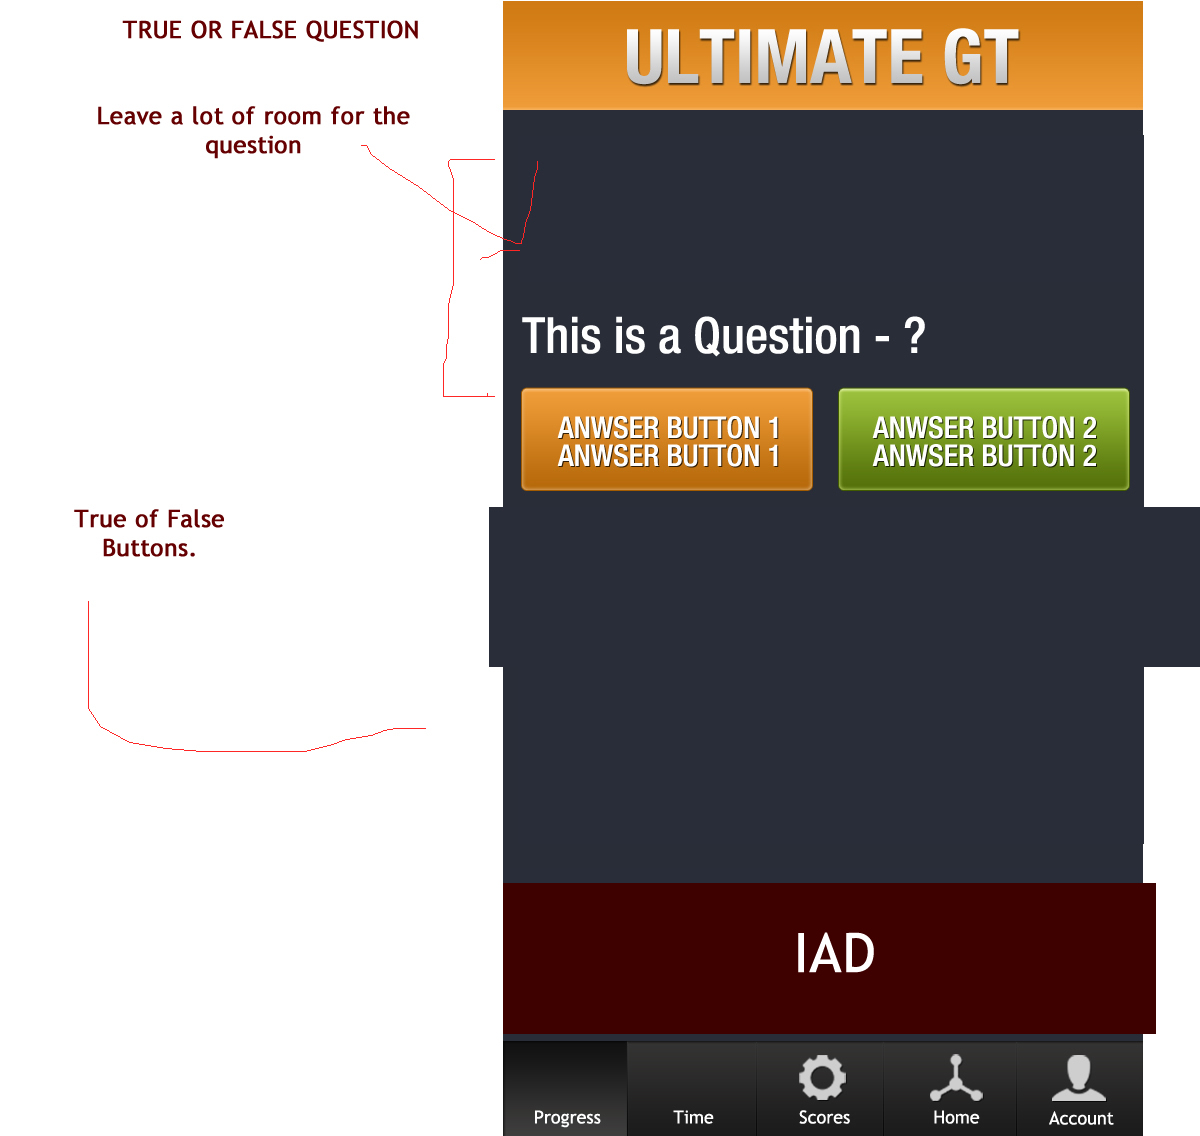 TRUE OR FALSE QUESTION
Leave a lot of room for the
question
True of False
Buttons.
ULTIMATE GT
This is a Question - ?
ANWSER BUTTON 1
ANWSER BUTTON 1
ANWSER BUTTON 2
ANWSER BUTTON 2
IAD
Progress
Time
Scores
Home
Account